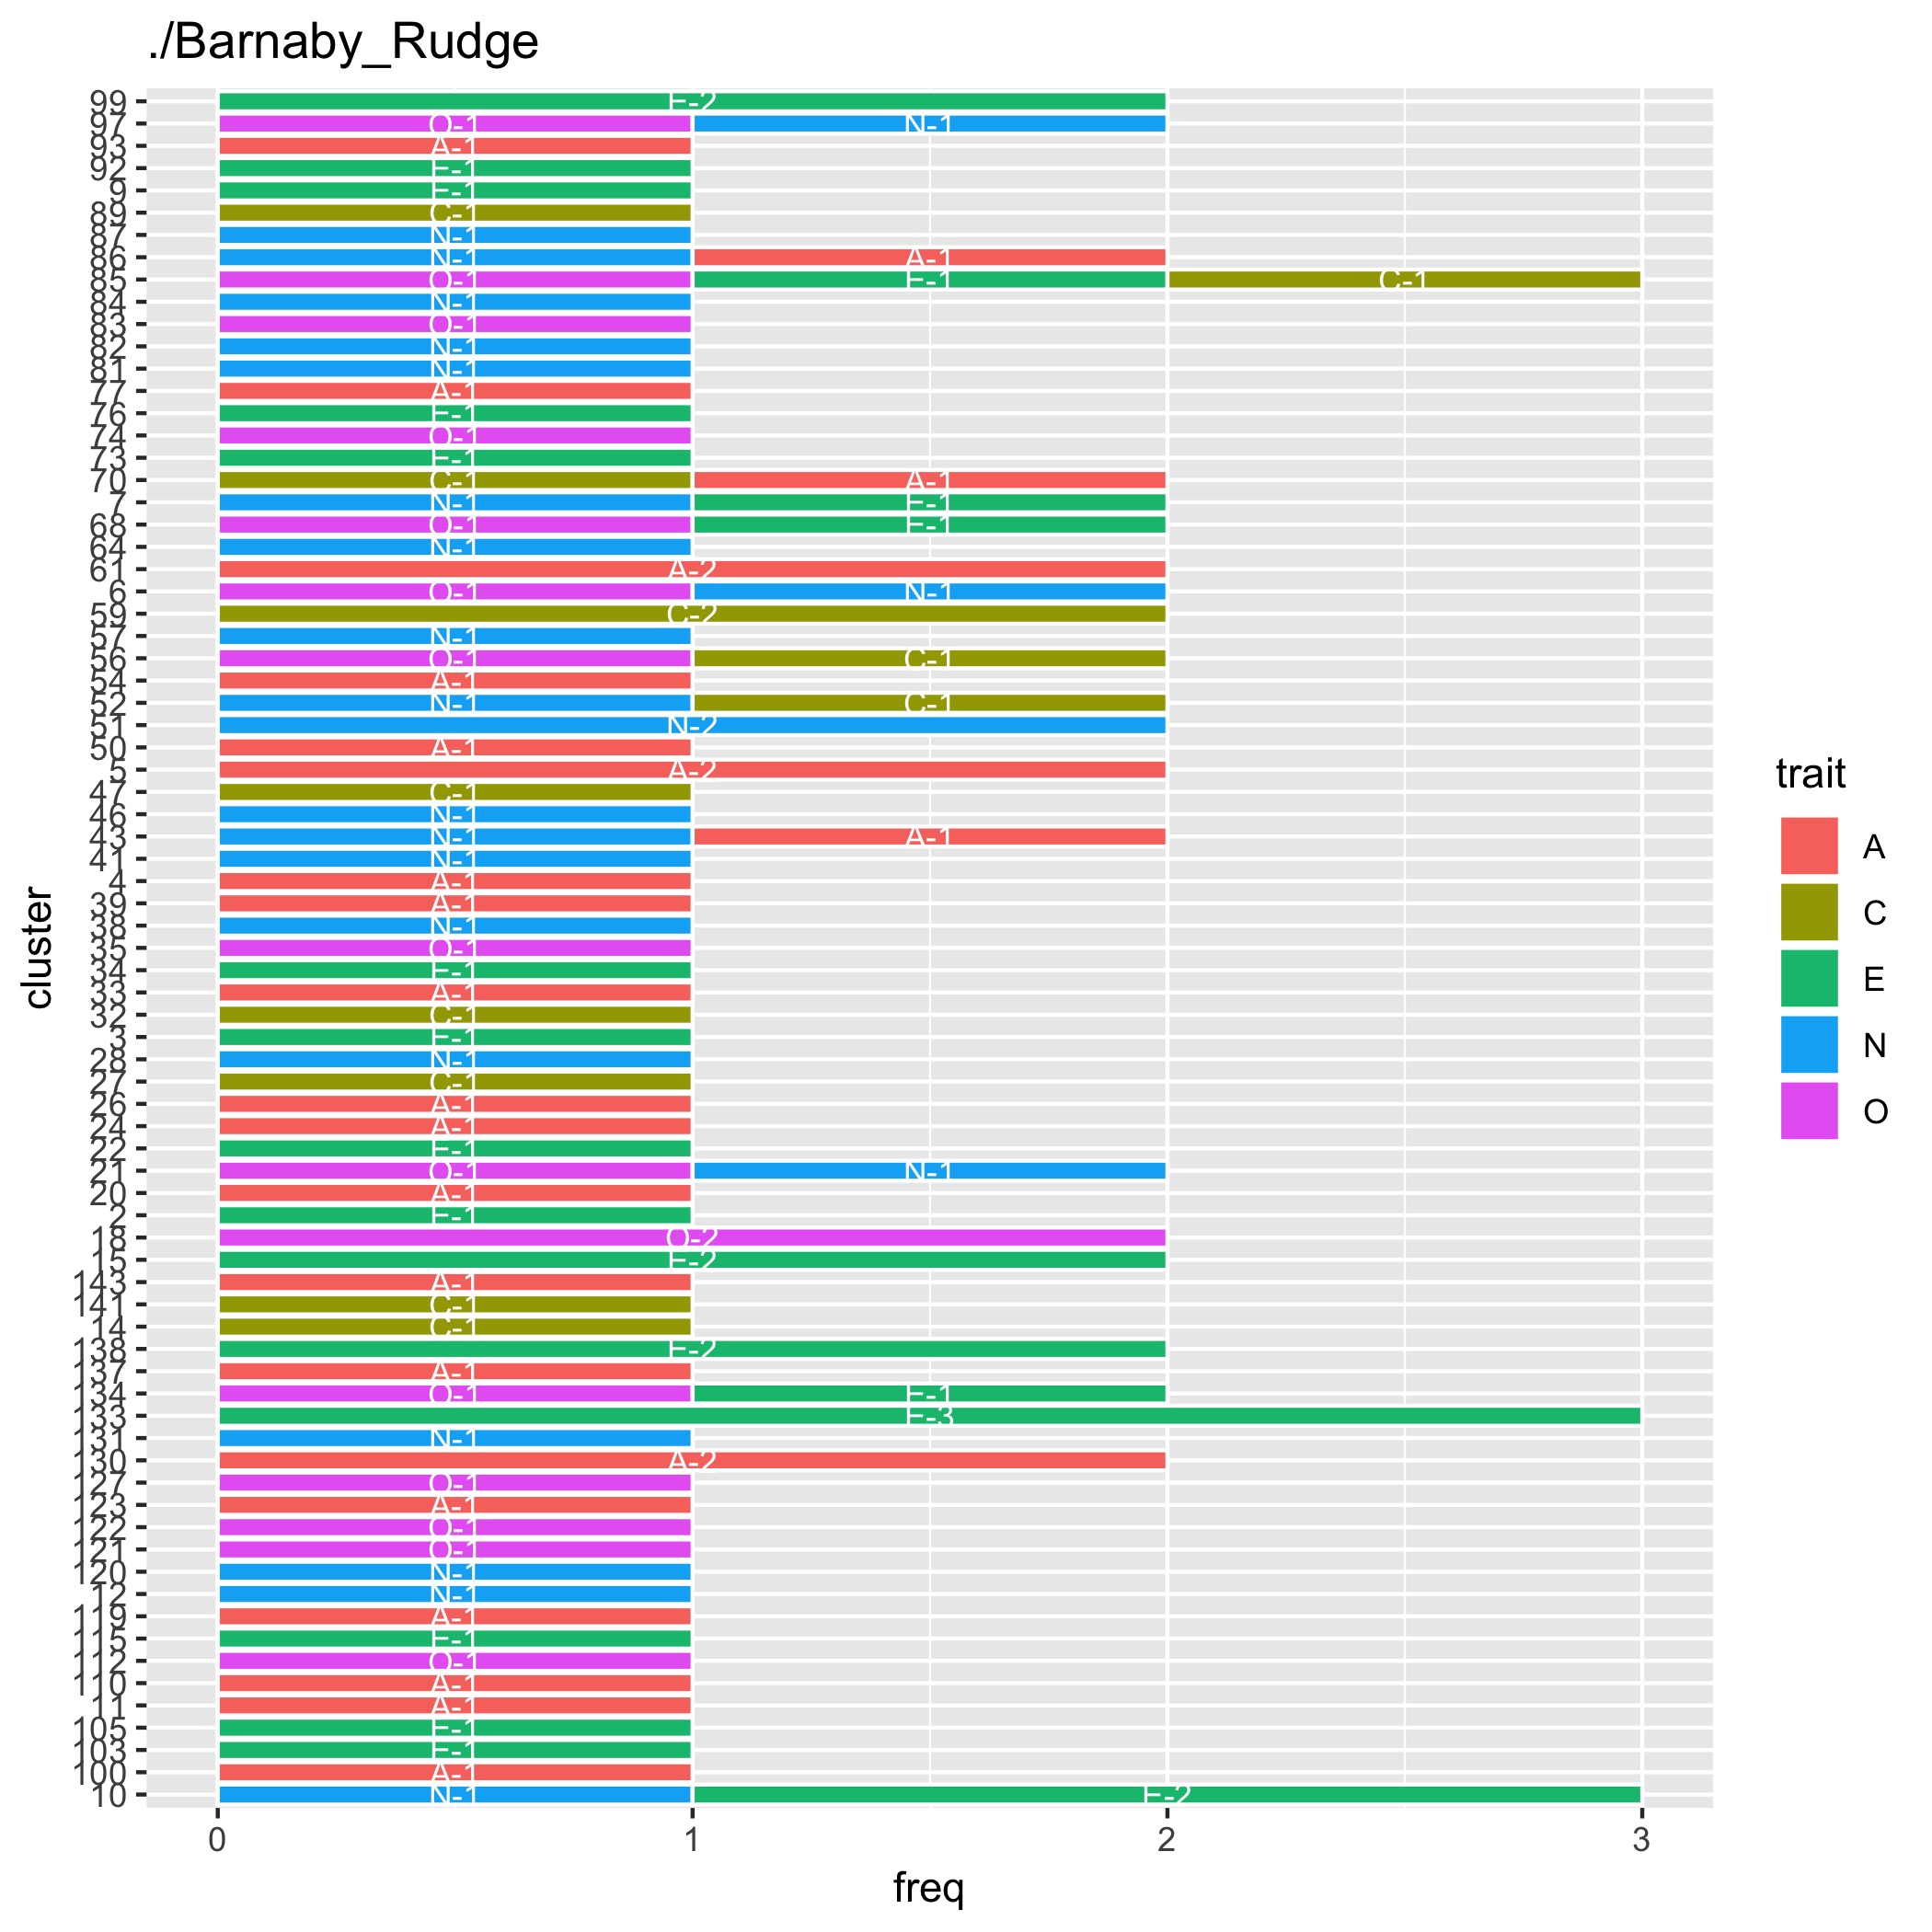 ./Barnaby_Rudge
99 E-2
97 O-1 N-1
93 A-1
92 E-1
9 E-1
89 C-1
87 N-1
86 N-1 A-1
85 O-1 E-1 C-1
84 N-1
83 O-1
82 N-1
81 N-1
77 A-1
76 E-1
74 O-1
73 E-1
70 C-1 A-1
7 N-1 E-1
68 O-1 E-1
64 N-1
61 A-2
6 O-1 N-1
59 C-2
57 N-1
56 O-1 C-1
54 A-1
52 N-1 C-1
51 N-2
50 A-1
5 A-2
47 C-1
46 N-1
43 N-1 A-1
41 N-1
4 A-1
39 A-1
38 N-1
35 O-1
34 E-1
33 A-1
32 C-1
3 E-1
28 N-1
27 C-1
26 A-1
24 A-1
22 E-1
21 O-1 N-1
20 A-1
2 E-1
18 O-2
15 E-2
143 A-1
141 C-1
14 C-1
138 E-2
137 A-1
134 O-1 E-1
133 E-3
131 N-1
130 A-2
127 O-1
123 A-1
122 O-1
121 O-1
120 N-1
12 N-1
119 A-1
115 E-1
112 O-1
110 A-1
11 A-1
105 E-1
103 E-1
100 A-1
10 N-1 E-2
0 1 2 3
freq
cluster
trait
A
C
E
N
O